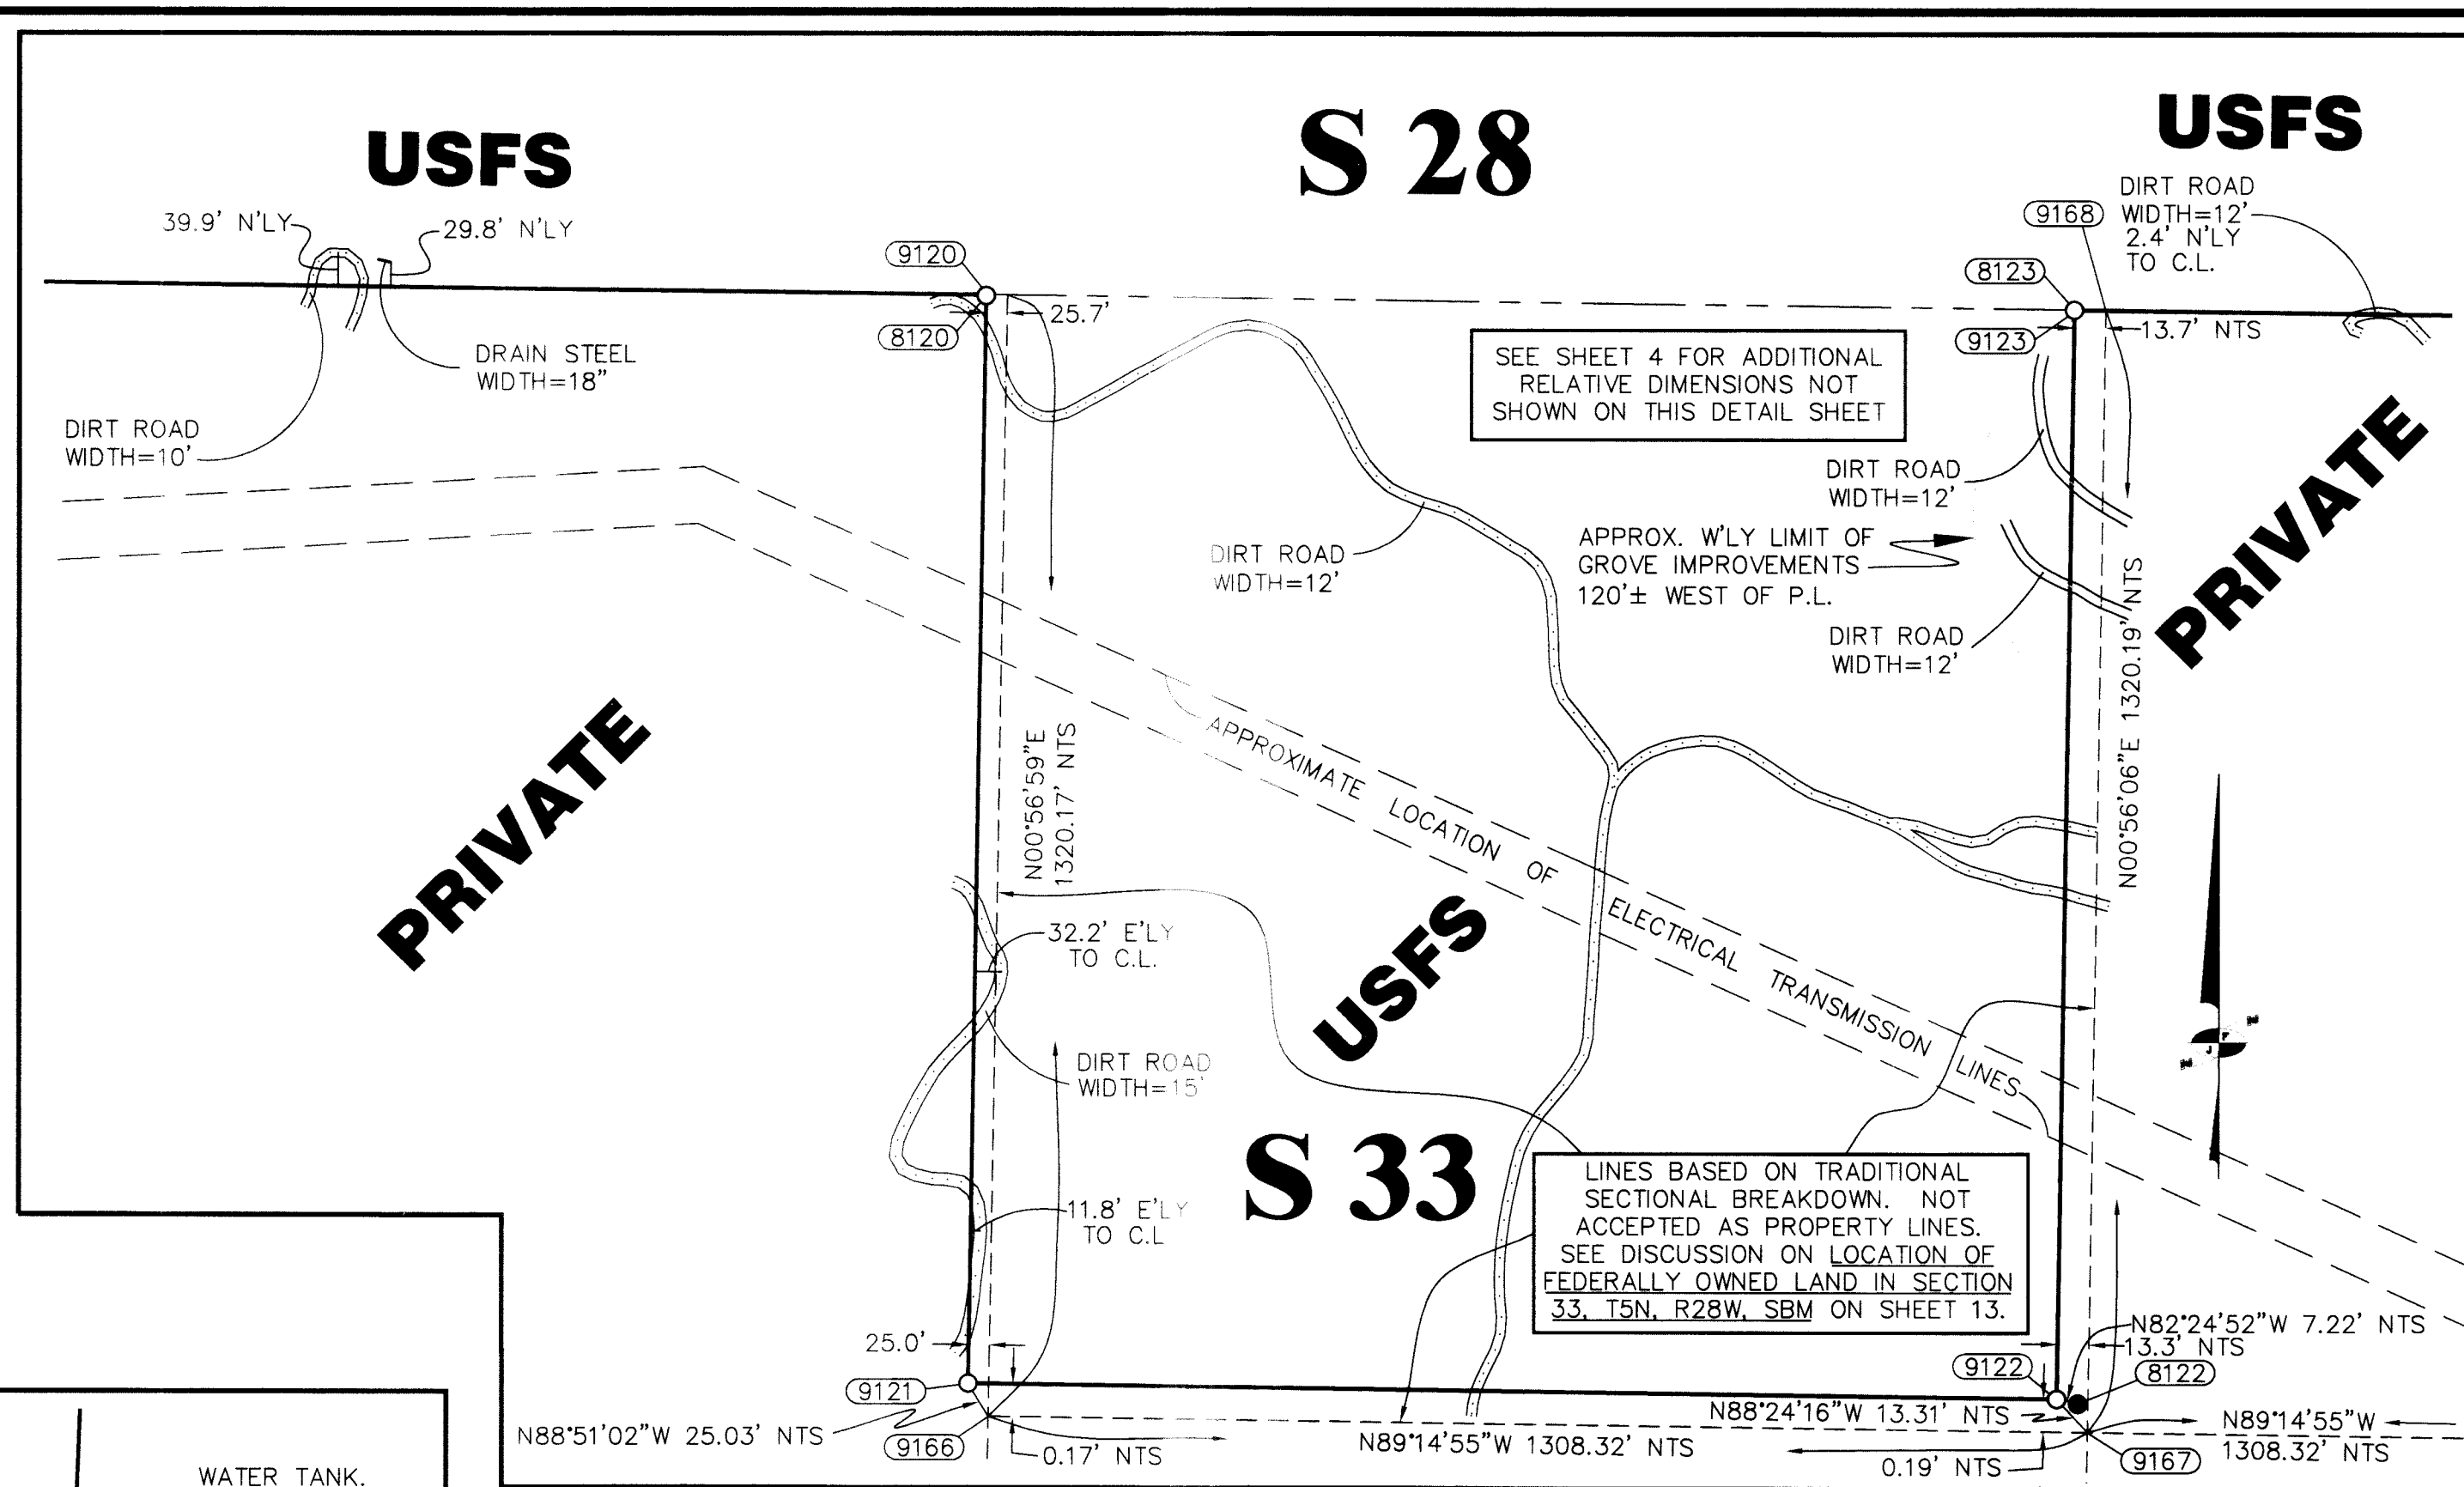 USFS
S 28
USFS
39.9' N'LY
29.8' N'LY
DIRT ROAD
WIDTH=12'
2.4' N'LY
TO C.L.
9168
9120
8123
25.7'
8120
9123
13.7' NTS
DRAIN STEEL
WIDTH=18"
SEE SHEET 4 FOR ADDITIONAL
RELATIVE DIMENSIONS NOT
SHOWN ON THIS DETAIL SHEET
DIRT ROAD
WIDTH=10'
DIRT ROAD
WIDTH=12'
PRIVATE
DIRT ROAD
WIDTH=12'
APPROX. W'LY LIMIT OF
GROVE IMPROVEMENTS
120'± WEST OF P.L.
DIRT ROAD
WIDTH=12'
N00°56'06"E 1320.19' NTS
PRIVATE
N00°56'59"E
1320.17' NTS
APPROXIMATE LOCATION OF ELECTRICAL TRANSMISSION LINES
USFS
32.2' E'LY
TO C.L.
DIRT ROAD
WIDTH=15'
S 33
11.8' E'LY
TO C.L
LINES BASED ON TRADITIONAL
SECTIONAL BREAKDOWN. NOT
ACCEPTED AS PROPERTY LINES.
SEE DISCUSSION ON LOCATION OF
FEDERALLY OWNED LAND IN SECTION
33, T5N, R28W, SBM ON SHEET 13.
25.0'
N82°24'52"W 7.22' NTS
13.3' NTS
9121
9122
8122
N88°51'02"W 25.03' NTS
9166
0.17' NTS
N89°14'55"W 1308.32' NTS
N88°24'16"W 13.31' NTS
0.19' NTS
9167
N89°14'55"W
1308.32' NTS
WATER TANK.